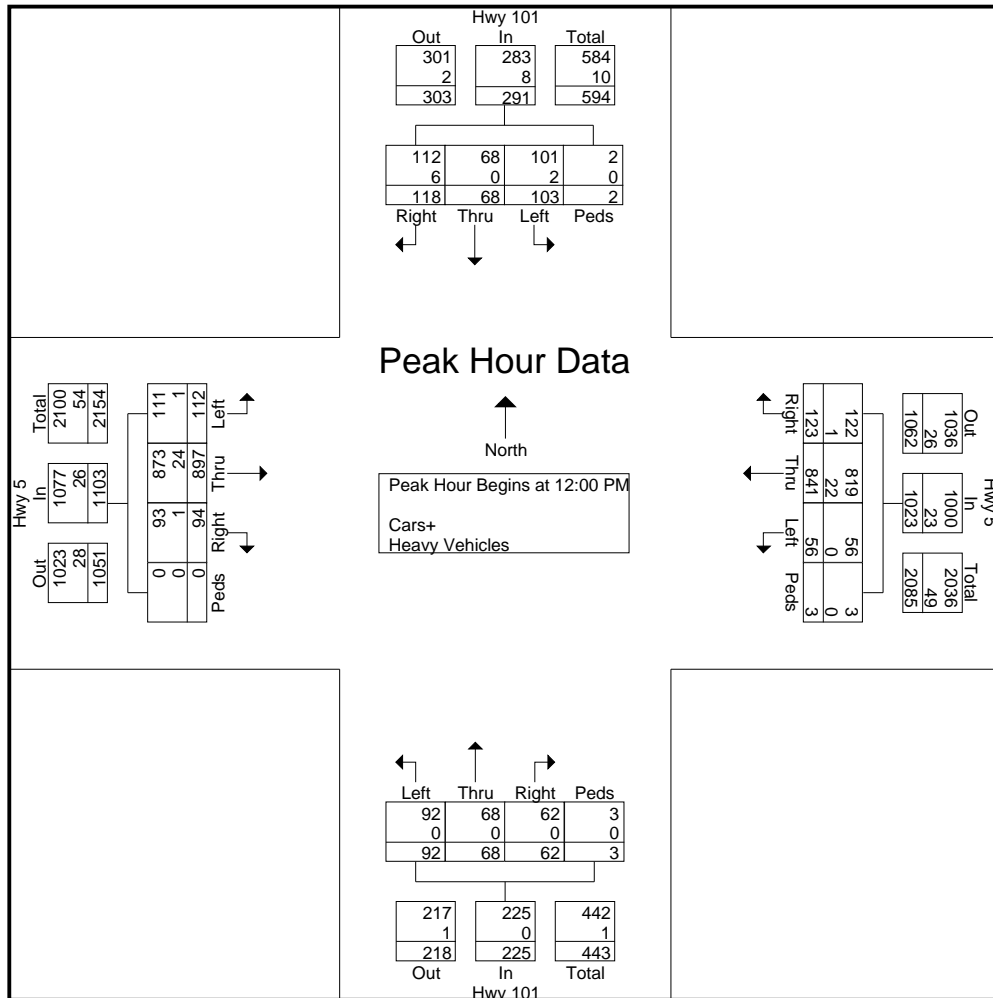 Hwy 101
Out In Total
301 283 584
2 8 10
303 291 594
112 68 101 2
6 0 2 0
118 68 103 2
Right Thru Left Peds
Peak Hour Data
North
Peak Hour Begins at 12:00 PM
Cars+
Heavy Vehicles
Hwy 5
Out In Total
1023 1077 2100
28 26 54
1051 1103 2154
Peds Right Thru Left
0 93 873 111
0 1 24 1
0 94 897 112
Hwy 5
Out In Total
1036 1000 2036
26 23 49
1062 1023 2085
122 819 56 3
1 22 0 0
123 841 56 3
Right Thru Left Peds
Left Thru Right Peds
92 68 62 3
0 0 0 0
92 68 62 3
217 225 442
1 0 1
218 225 443
Out In Total
Hwy 101